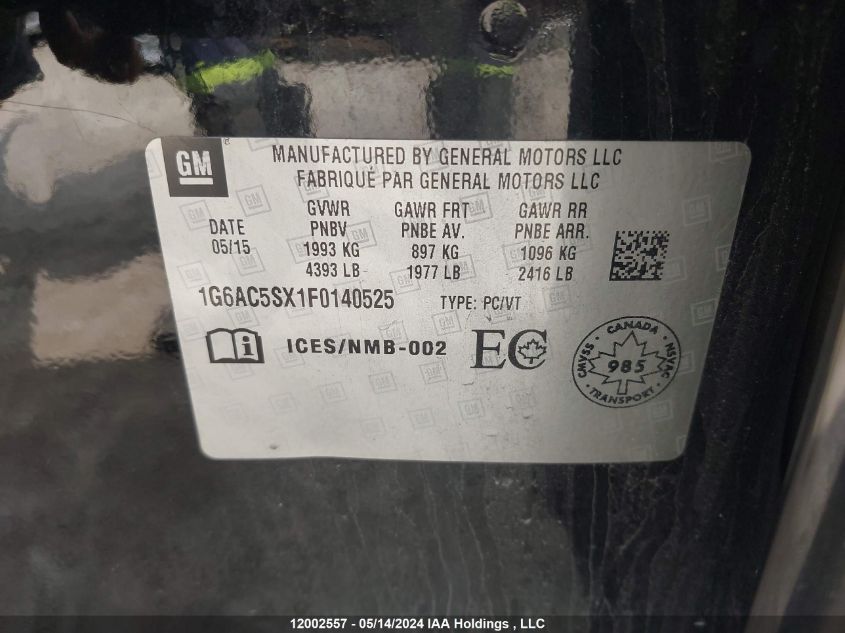 GM
MANUFACTURED BY GENERAL MOTORS LLC
FABRIQUÉ PAR GENERAL MOTORS LLC
DATE
05/15
GVWR
PNBV
1993 KG
4393 LB
GAWR FRT
PNBE AV.
897 KG
1977 LB
GAWR RR
PNBE ARR.
1096 KG
2416 LB
1G6AC5SX1F0140525
TYPE: PC/VT
ICES/NMB-002
EC
CANADA
CMVSS
NSVAC
985
TRANSPORT
12002557 - 05/14/2024 IAA Holdings , LLC